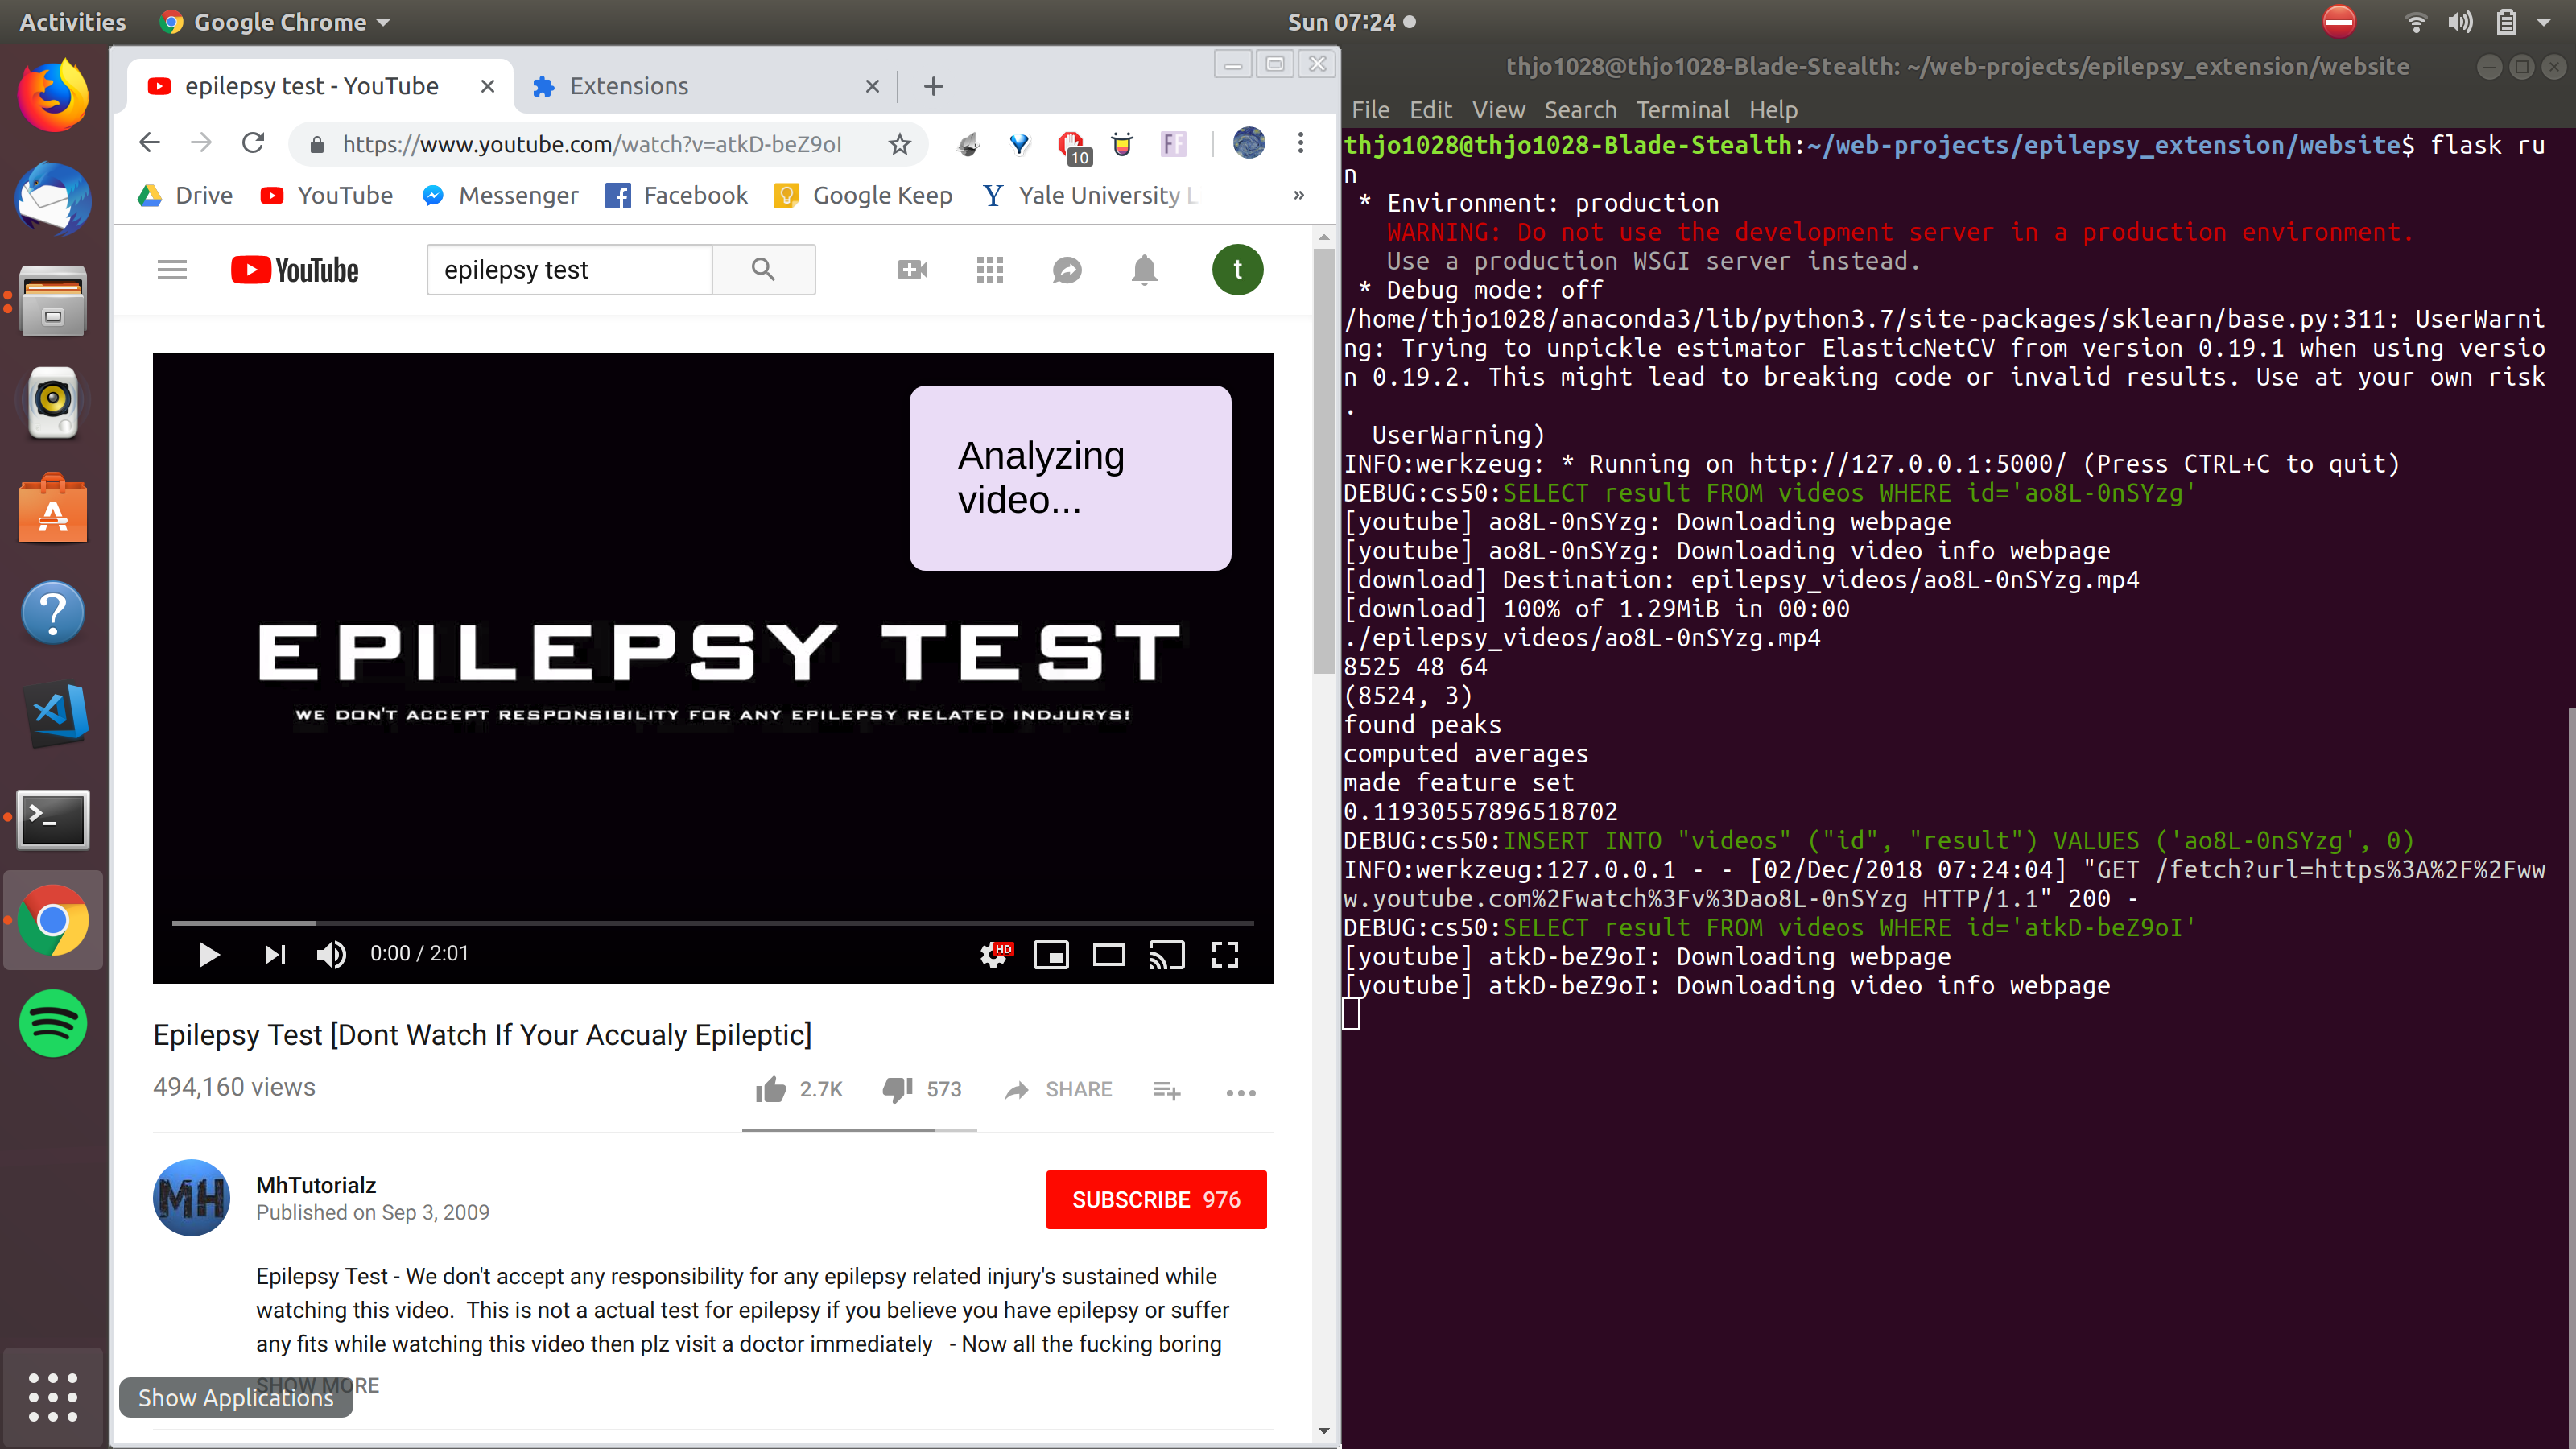 Activities
Google Chrome
Sun 07:24
epilepsy test - YouTube
Extensions
https://www.youtube.com/watch?v=atkD-beZ9oI
10
FF
Drive
YouTube
Messenger
Facebook
Google Keep
Y Yale University L
»
YouTube
epilepsy test
t
Analyzing
video...
EPILEPSY TEST
WE DON'T ACCEPT RESPONSIBILITY FOR ANY EPILEPSY RELATED INDJURYS!
0:00 / 2:01
HD
Epilepsy Test [Dont Watch If Your Accualy Epileptic]
494,160 views
2.7K
573
SHARE
MH
MhTutorialz
Published on Sep 3, 2009
SUBSCRIBE 976
Epilepsy Test - We don't accept any responsibility for any epilepsy related injury's sustained while
watching this video.  This is not a actual test for epilepsy if you believe you have epilepsy or suffer
any fits while watching this video then plz visit a doctor immediately   - Now all the fucking boring
SHOW MORE
Show Applications
thjo1028@thjo1028-Blade-Stealth: ~/web-projects/epilepsy_extension/website
File Edit View Search Terminal Help
thjo1028@thjo1028-Blade-Stealth:~/web-projects/epilepsy_extension/website$ flask ru
n
 * Environment: production
   WARNING: Do not use the development server in a production environment.
   Use a production WSGI server instead.
 * Debug mode: off
/home/thjo1028/anaconda3/lib/python3.7/site-packages/sklearn/base.py:311: UserWarni
ng: Trying to unpickle estimator ElasticNetCV from version 0.19.1 when using versio
n 0.19.2. This might lead to breaking code or invalid results. Use at your own risk
.
  UserWarning)
INFO:werkzeug: * Running on http://127.0.0.1:5000/ (Press CTRL+C to quit)
DEBUG:cs50:SELECT result FROM videos WHERE id='ao8L-0nSYzg'
[youtube] ao8L-0nSYzg: Downloading webpage
[youtube] ao8L-0nSYzg: Downloading video info webpage
[download] Destination: epilepsy_videos/ao8L-0nSYzg.mp4
[download] 100% of 1.29MiB in 00:00
./epilepsy_videos/ao8L-0nSYzg.mp4
8525 48 64
(8524, 3)
found peaks
computed averages
made feature set
0.11930557896518702
DEBUG:cs50:INSERT INTO "videos" ("id", "result") VALUES ('ao8L-0nSYzg', 0)
INFO:werkzeug:127.0.0.1 - - [02/Dec/2018 07:24:04] "GET /fetch?url=https%3A%2F%2Fww
w.youtube.com%2Fwatch%3Fv%3Dao8L-0nSYzg HTTP/1.1" 200 -
DEBUG:cs50:SELECT result FROM videos WHERE id='atkD-beZ9oI'
[youtube] atkD-beZ9oI: Downloading webpage
[youtube] atkD-beZ9oI: Downloading video info webpage